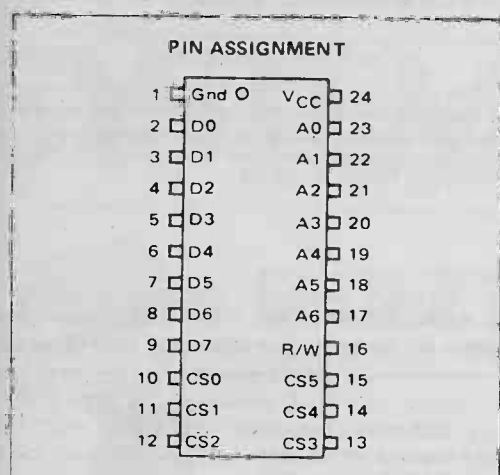 PIN ASSIGNMENT
1 Gnd O VCC 24
2 D0 A0 23
3 D1 A1 22
4 D2 A2 21
5 D3 A3 20
6 D4 A4 19
7 D5 A5 18
8 D6 A6 17
9 D7 R/W 16
10 CS0 CS5 15
11 CS1 CS4 14
12 CS2 CS3 13